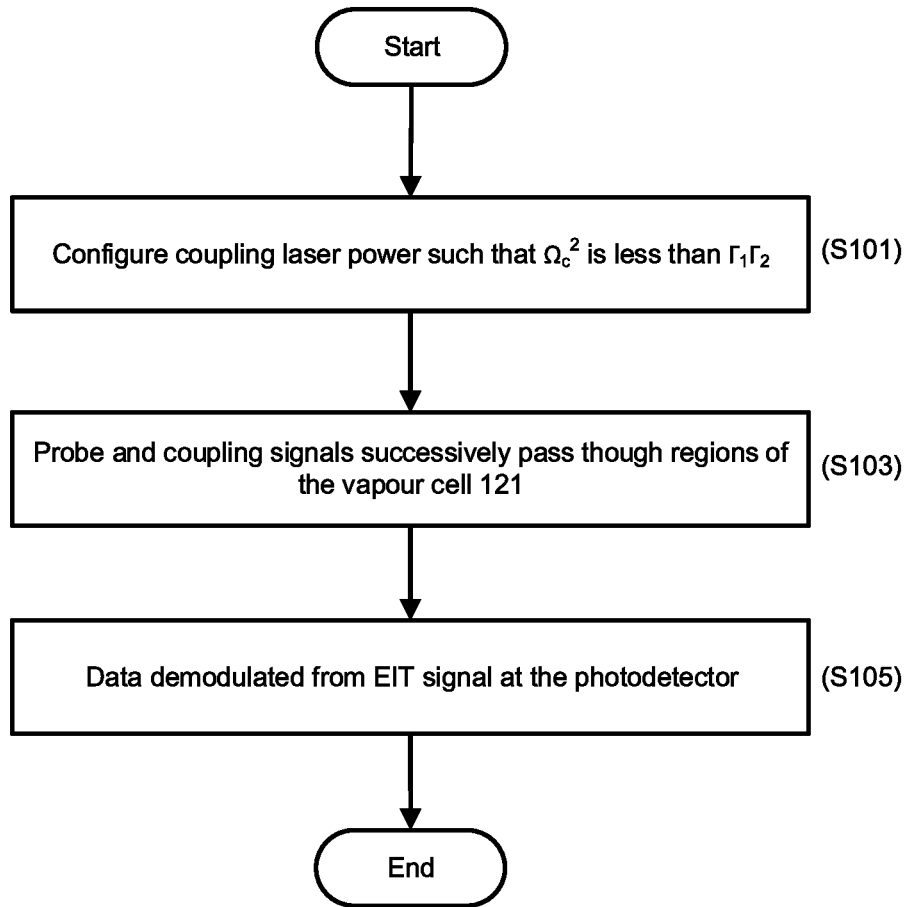 Start
Configure coupling laser power such that Ωc² is less than Γ₁Γ₂
(S101)
Probe and coupling signals successively pass though regions of
the vapour cell 121
(S103)
Data demodulated from EIT signal at the photodetector
(S105)
End